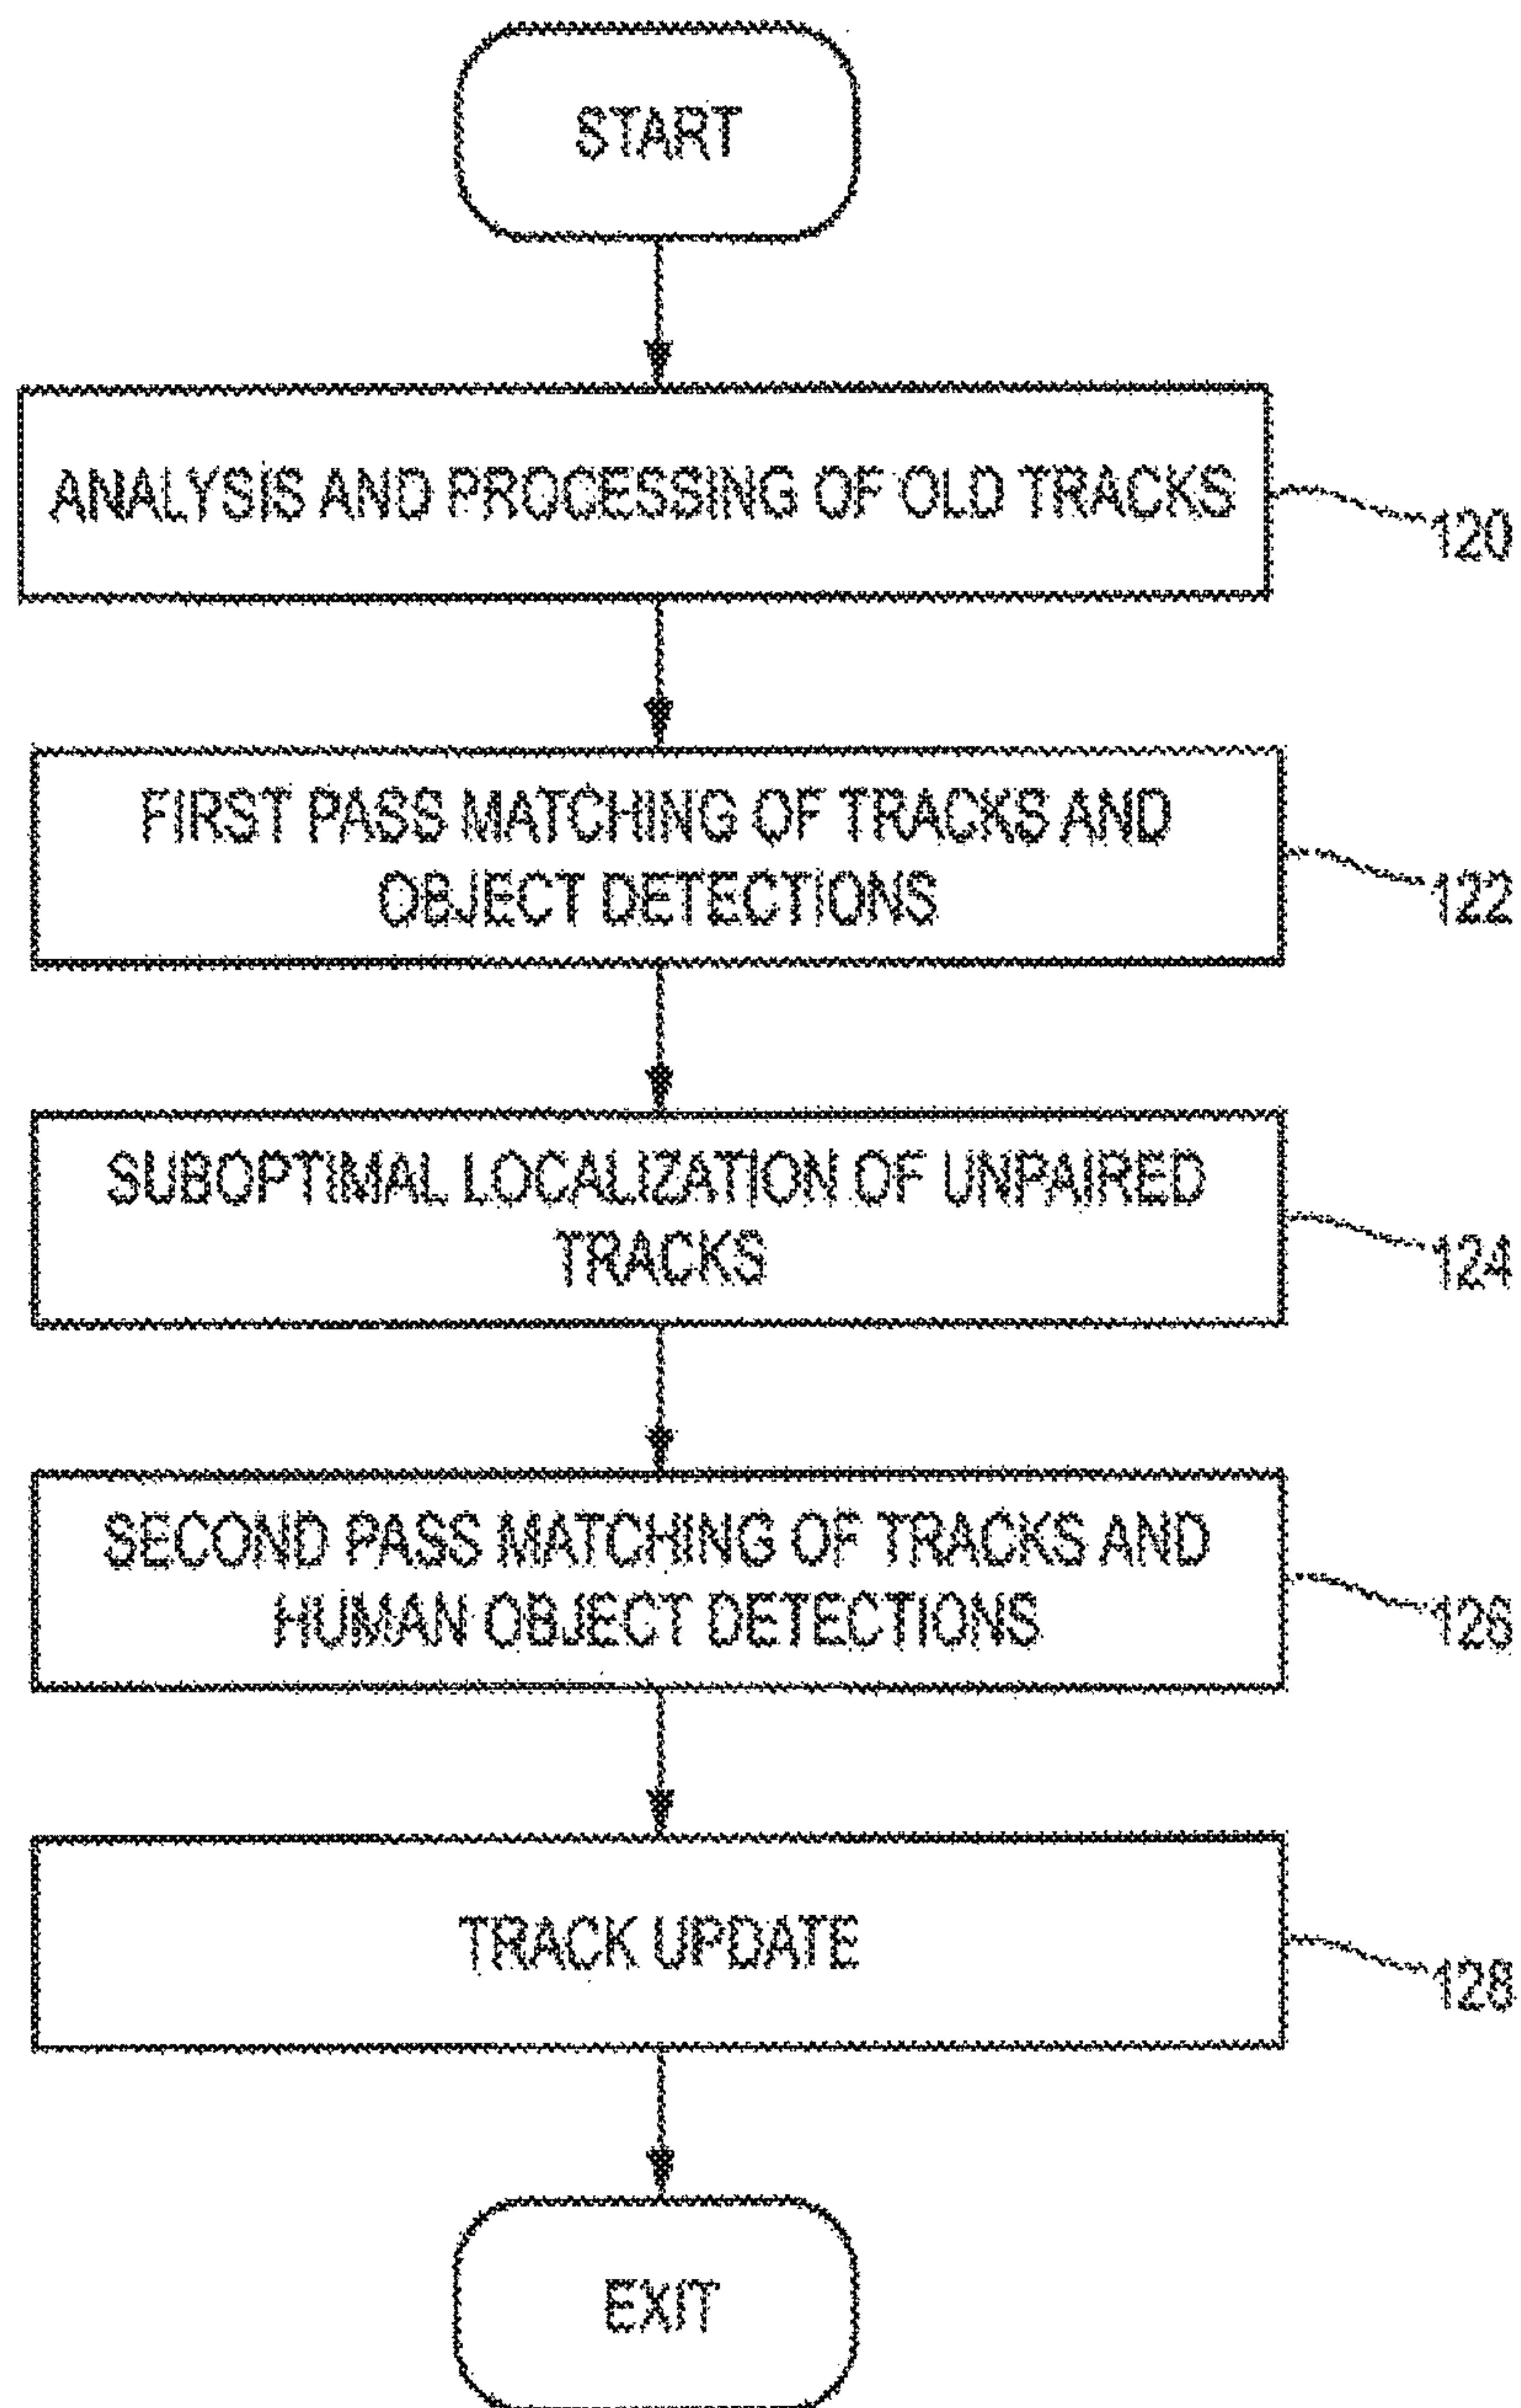 START
ANALYSIS AND PROCESSING OF OLD TRACKS
120
FIRST PASS MATCHING OF TRACKS AND
OBJECT DETECTIONS
122
SUBOPTIMAL LOCALIZATION OF UNPAIRED
TRACKS
124
SECOND PASS MATCHING OF TRACKS AND
HUMAN OBJECT DETECTIONS
126
TRACK UPDATE
128
EXIT